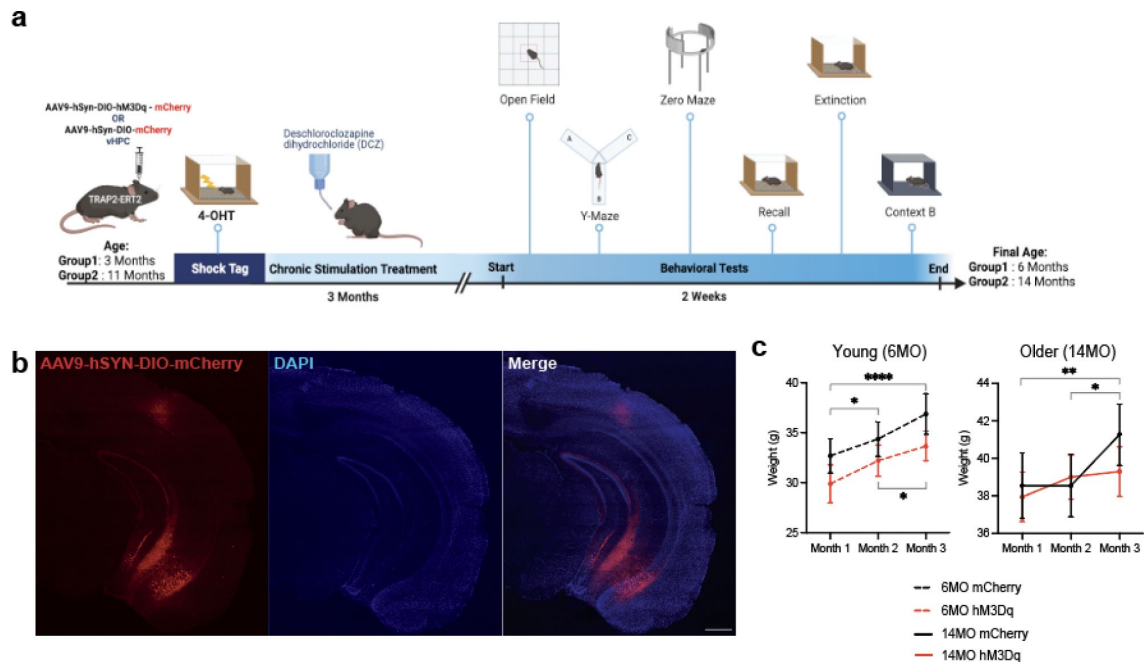 a
Open Field
Zero Maze
Extinction
AAV9-hSyn-DIO-hM3Dq - mCherry
OR
AAV9-hSyn-DIO-mCherry
vHPC
Deschloroclozapine
dihydrochloride (DCZ)
A
C
B
TRAP2-ERT2
4-OHT
Y-Maze
Recall
Context B
Age:
Group1: 3 Months
Group2: 11 Months
Shock Tag
Chronic Stimulation Treatment
Start
Behavioral Tests
End
3 Months
2 Weeks
Final Age:
Group1 : 6 Months
Group2 : 14 Months
b
AAV9-hSYN-DIO-mCherry
DAPI
Merge
c
Young (6MO)
Older (14MO)
Weight (g)
40
35
30
25
****
*
*
Month 1 Month 2 Month 3
Weight (g)
44
42
40
38
36
**
*
Month 1 Month 2 Month 3
6MO mCherry
6MO hM3Dq
14MO mCherry
14MO hM3Dq